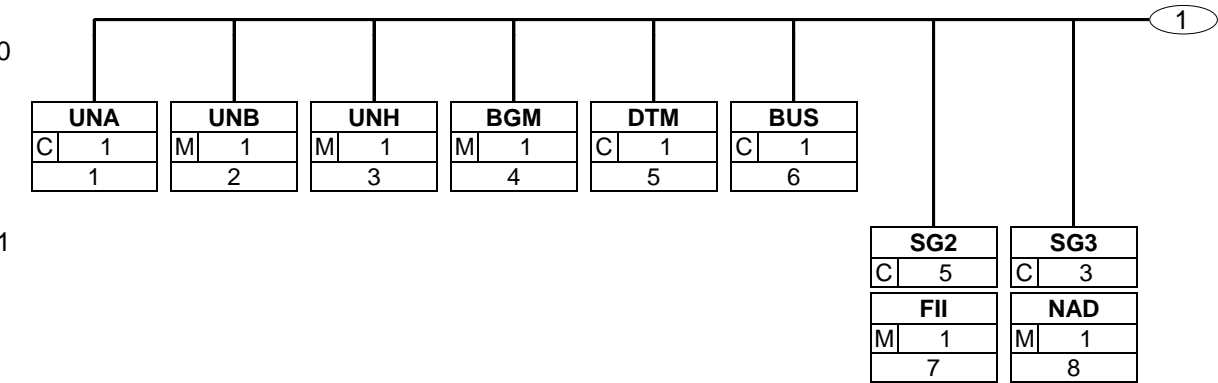 1
0
UNA UNB UNH BGM DTM BUS
C 1 M 1 M 1 M 1 C 1 C 1
1 2 3 4 5 6
1
SG2 SG3
C 5 C 3
FII NAD
M 1 M 1
7 8